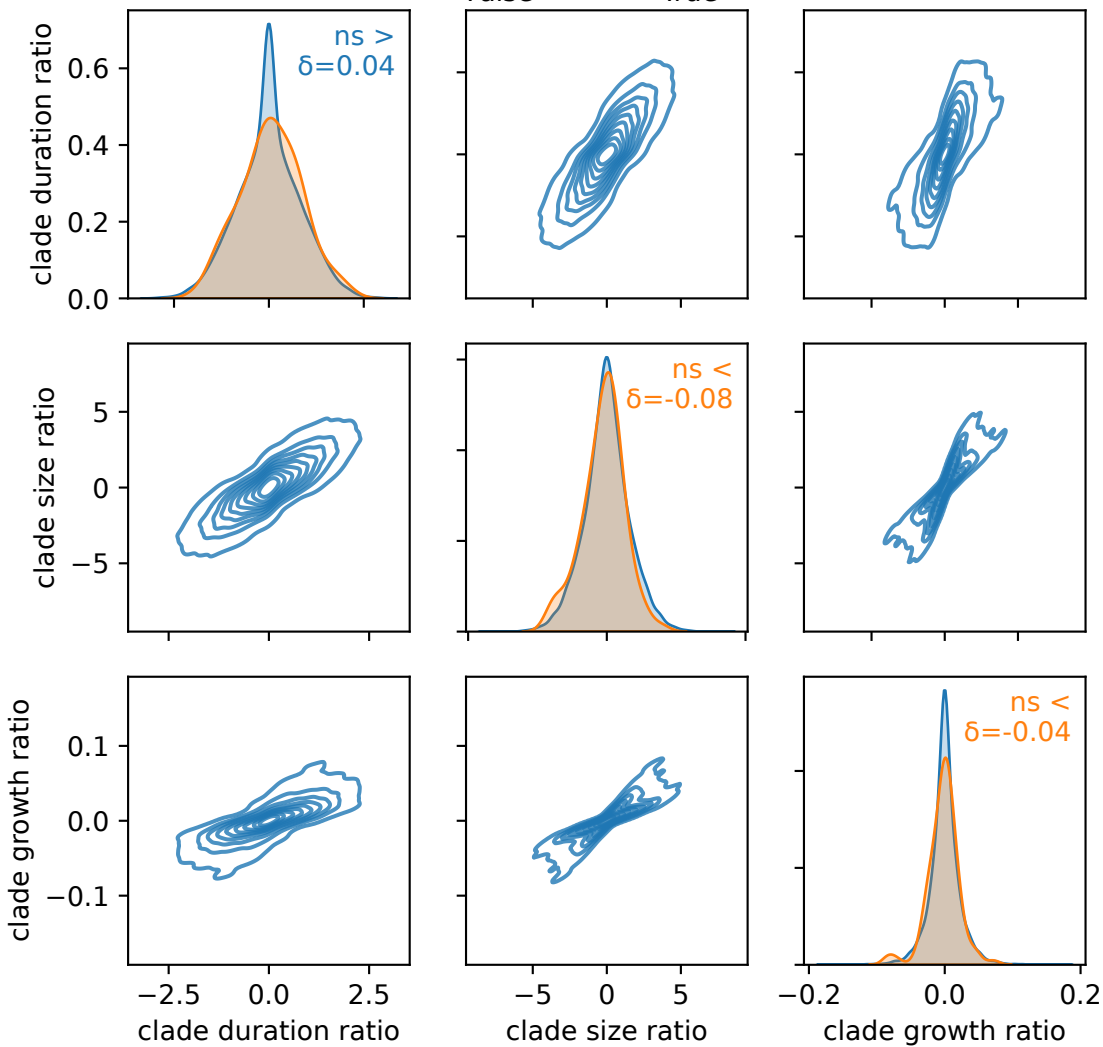 clade duration ratio
0.6
0.4
0.2
0.0
ns >
δ=0.04
clade size ratio
5
0
−5
ns <
δ=-0.08
clade growth ratio
0.1
0.0
−0.1
ns <
δ=-0.04
−2.5
0.0
2.5
−5
0
5
−0.2
0.0
0.2
clade duration ratio
clade size ratio
clade growth ratio